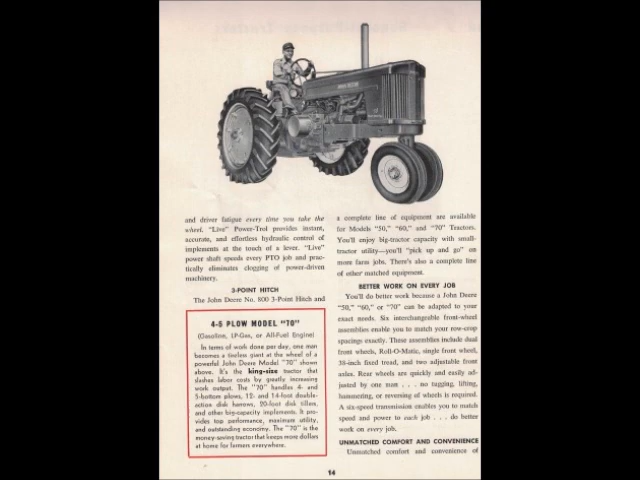 and driver fatigue every time you take the
wheel. "Live" Power-Trol provides instant,
accurate, and effortless hydraulic control of
implements at the touch of a lever. "Live"
power shaft speeds every PTO job and prac-
tically eliminates clogging of power-driven
machinery.
3-POINT HITCH
The John Deere No. 800 3-Point Hitch and
4-5 PLOW MODEL "70"
(Gasoline, LP-Gas, or All-Fuel Engine)
In terms of work done per day, one man
becomes a tireless giant at the wheel of a
powerful John Deere Model "70" shown
above. It's the king-size tractor that
slashes labor costs by greatly increasing
work output. The "70" handles 4- and
5-bottom plows, 12- and 14-foot double-
action disk harrows, 20-foot disk tillers,
and other big-capacity implements. It pro-
vides top performance, maximum utility,
and outstanding economy. The "70" is the
money-saving tractor that keeps more dollars
at home for farmers everywhere.
a complete line of equipment are available
for Models "50," "60," and "70" Tractors.
You'll enjoy big-tractor capacity with small-
tractor utility—you'll "pick up and go" on
more farm jobs. There's also a complete line
of other matched equipment.
BETTER WORK ON EVERY JOB
You'll do better work because a John Deere
"50," "60," or "70" can be adapted to your
exact needs. Six interchangeable front-wheel
assemblies enable you to match your row-crop
spacings exactly. These assemblies include dual
front wheels, Roll-O-Matic, single front wheel,
38-inch fixed tread, and two adjustable front
axles. Rear wheels are quickly and easily ad-
justed by one man . . . no tugging, lifting,
hammering, or reversing of wheels is required.
A six-speed transmission enables you to match
speed and power to each job . . . do better
work on every job.
UNMATCHED COMFORT AND CONVENIENCE
Unmatched comfort and convenience of
14